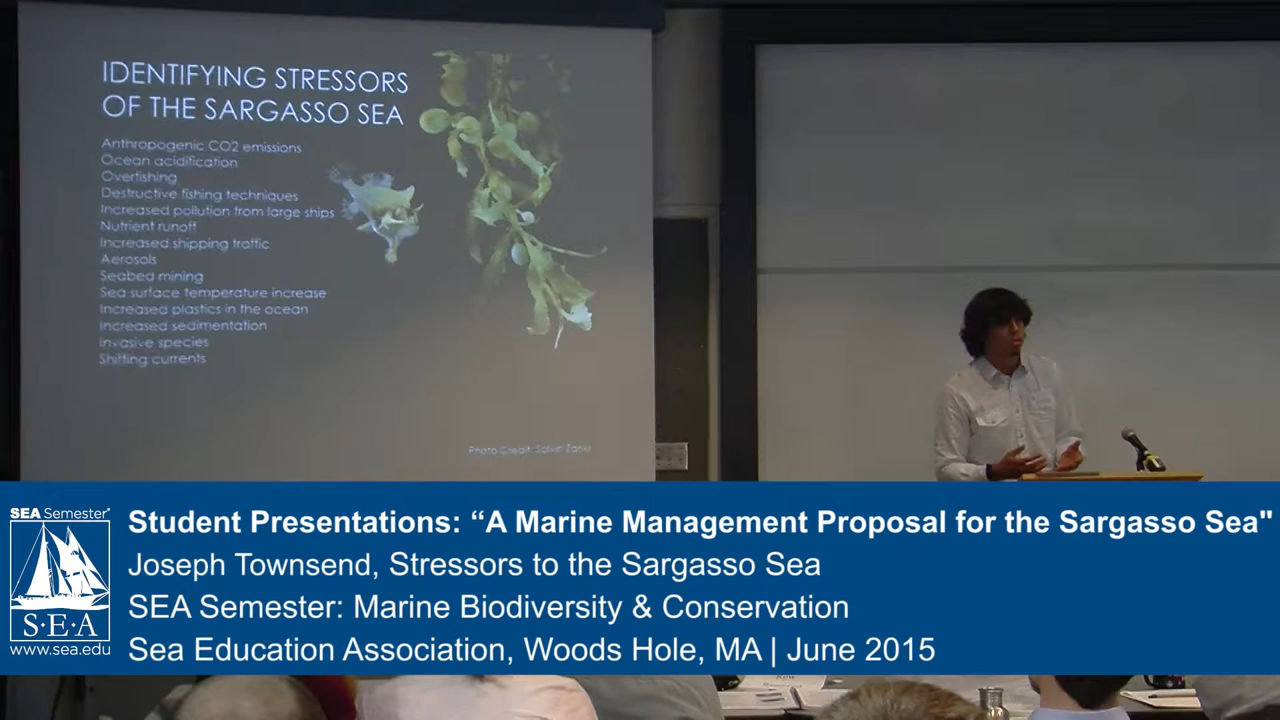 IDENTIFYING STRESSORS
OF THE SARGASSO SEA
Anthropogenic CO2 emissions
Ocean acidification
Overfishing
Destructive fishing techniques
Increased pollution from large ships
Nutrient runoff
Increased shipping traffic
Aerosols
Seabed mining
Sea surface temperature increase
Increased plastics in the ocean
Increased sedimentation
Invasive species
Shifting currents
Photo Credit:
SEA Semester®
S·E·A
www.sea.edu
Student Presentations: “A Marine Management Proposal for the Sargasso Sea"
Joseph Townsend, Stressors to the Sargasso Sea
SEA Semester: Marine Biodiversity & Conservation
Sea Education Association, Woods Hole, MA | June 2015